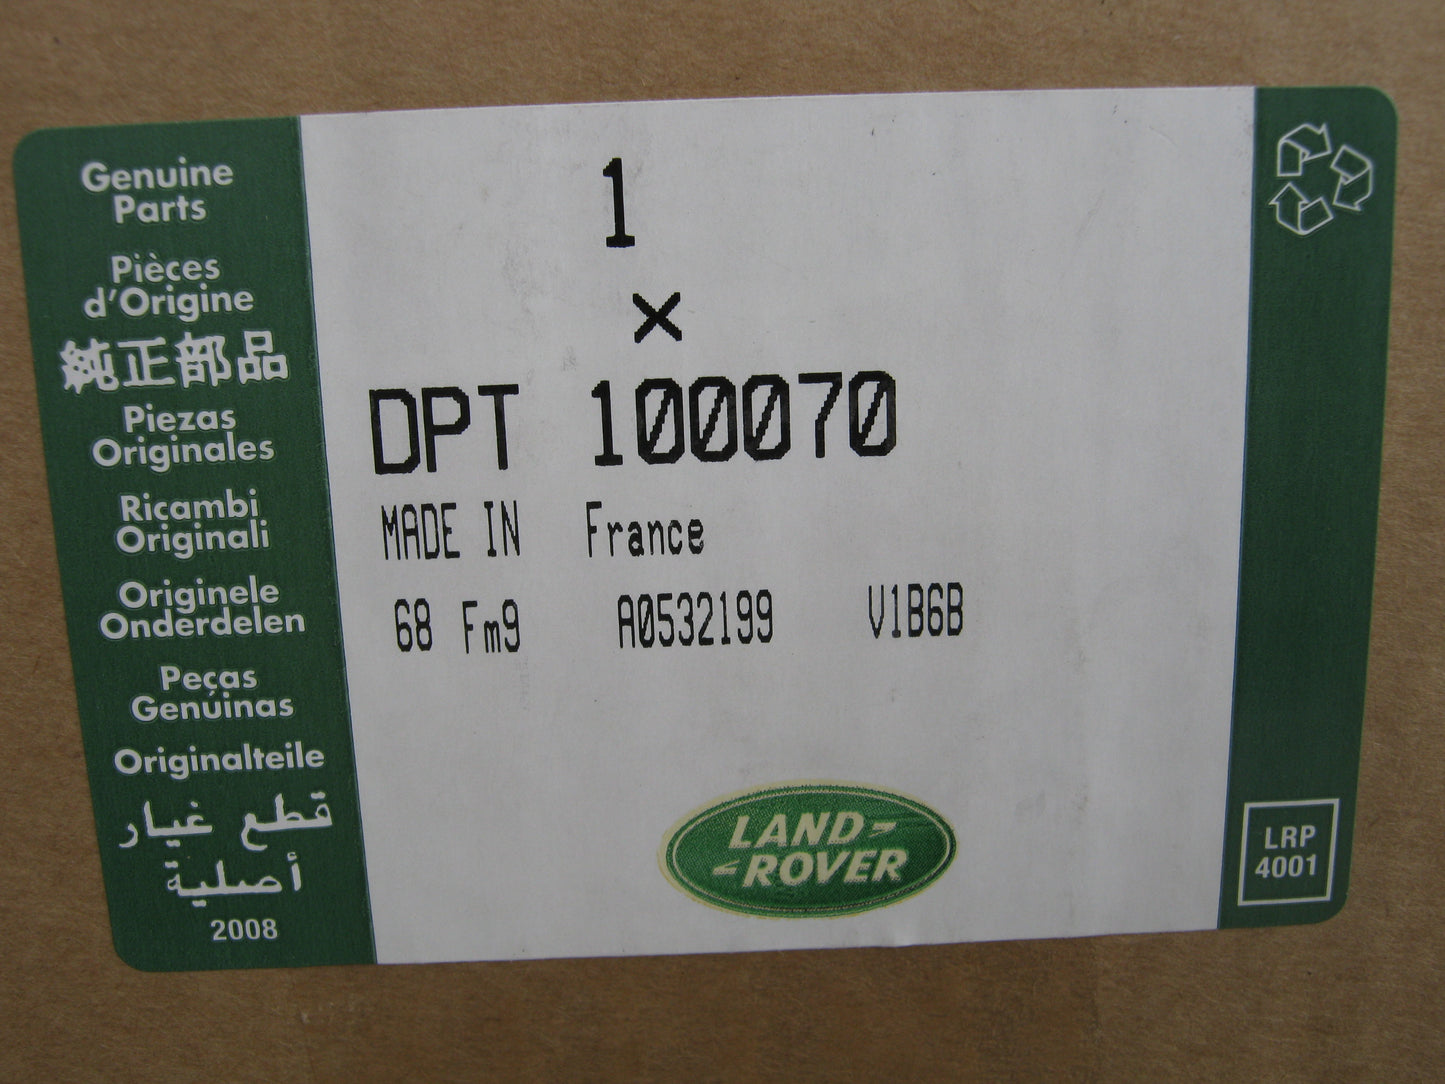 Genuine
Parts
Pièces
d'Origine
純正部品
Piezas
Originales
Ricambi
Originali
Originele
Onderdelen
Peças
Genúinas
Originalteile
قطع غيار
أصلية
2008
1
×
DPT 100070
MADE IN France
68 Fm9 A0532199 V1B6B
LAND
ROVER
LRP
4001